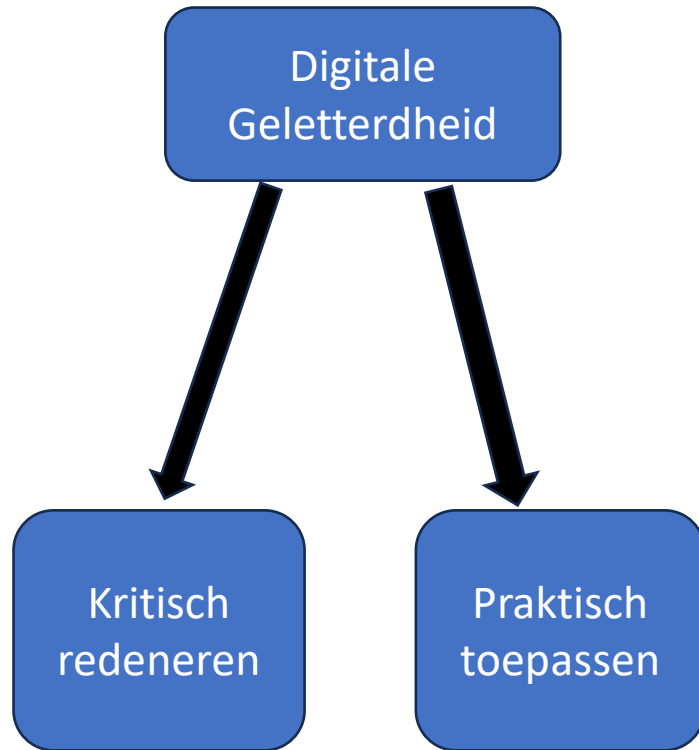 Digitale
Geletterdheid
Kritisch
redeneren
Praktisch
toepassen